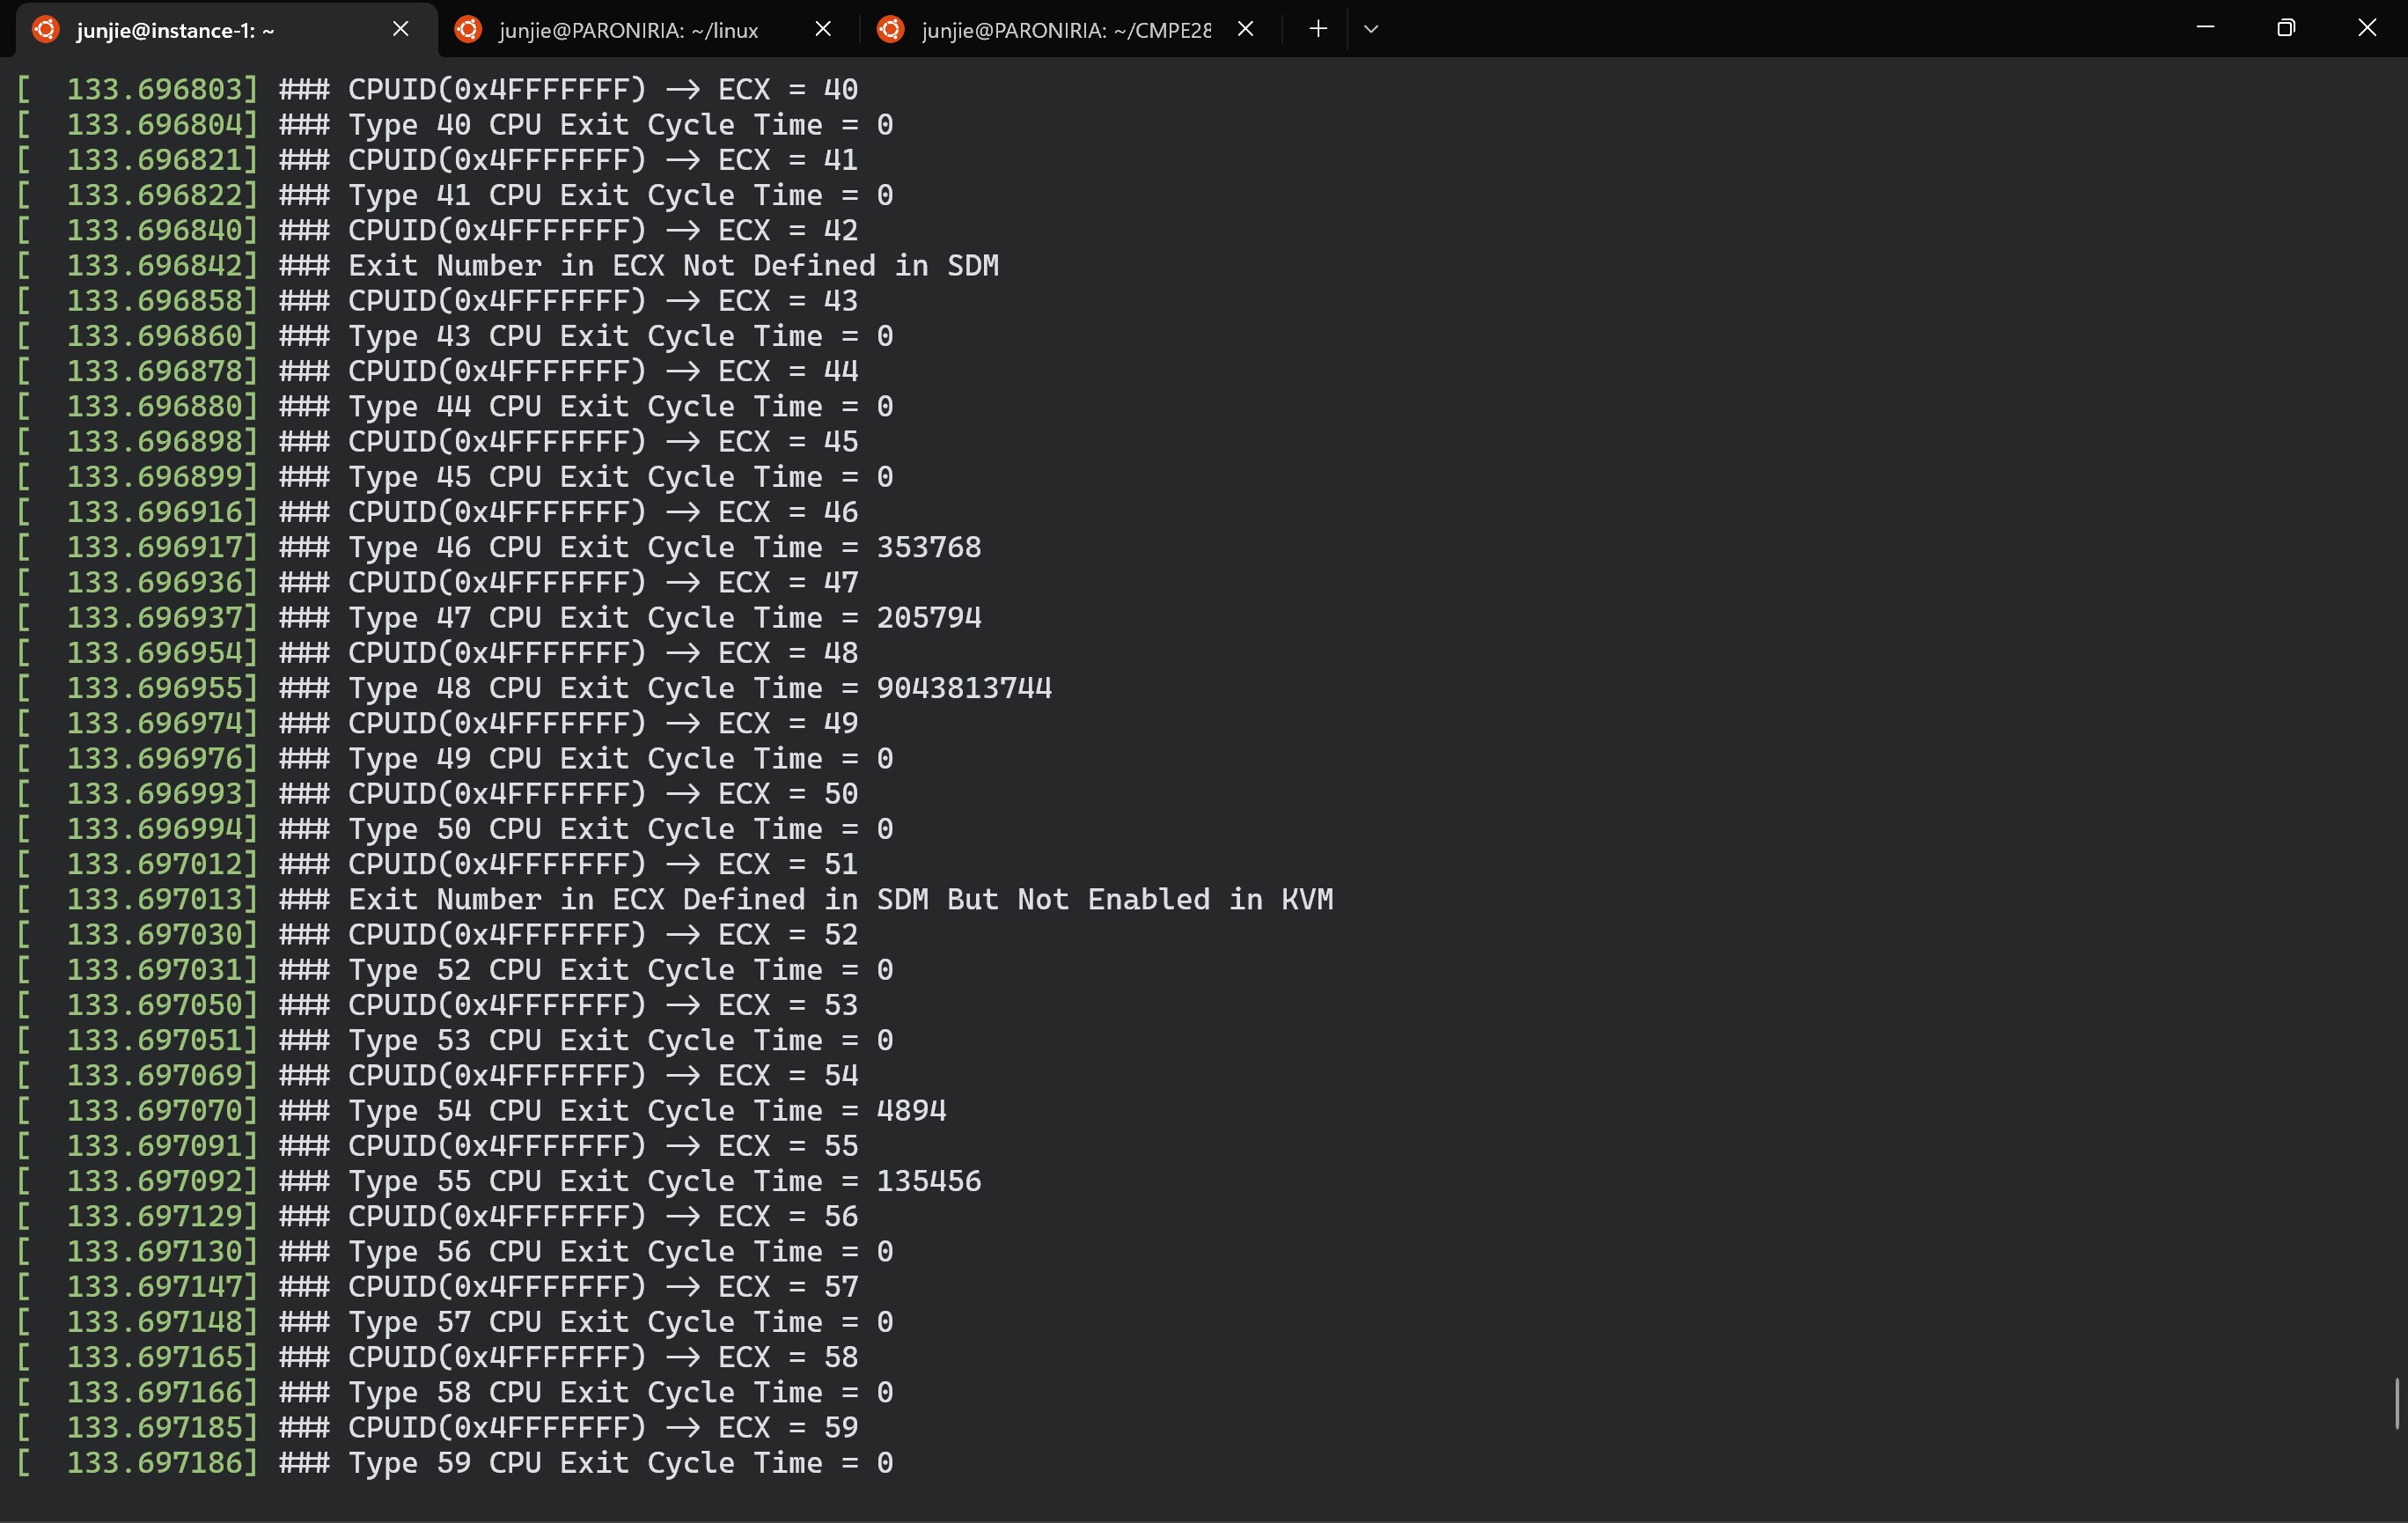 junjie@instance-1: ~
junjie@PARONIRIA: ~/linux
junjie@PARONIRIA: ~/CMPE28
[  133.696803] ### CPUID(0x4FFFFFFF) --> ECX = 40
[  133.696804] ### Type 40 CPU Exit Cycle Time = 0
[  133.696821] ### CPUID(0x4FFFFFFF) --> ECX = 41
[  133.696822] ### Type 41 CPU Exit Cycle Time = 0
[  133.696840] ### CPUID(0x4FFFFFFF) --> ECX = 42
[  133.696842] ### Exit Number in ECX Not Defined in SDM
[  133.696858] ### CPUID(0x4FFFFFFF) --> ECX = 43
[  133.696860] ### Type 43 CPU Exit Cycle Time = 0
[  133.696878] ### CPUID(0x4FFFFFFF) --> ECX = 44
[  133.696880] ### Type 44 CPU Exit Cycle Time = 0
[  133.696898] ### CPUID(0x4FFFFFFF) --> ECX = 45
[  133.696899] ### Type 45 CPU Exit Cycle Time = 0
[  133.696916] ### CPUID(0x4FFFFFFF) --> ECX = 46
[  133.696917] ### Type 46 CPU Exit Cycle Time = 353768
[  133.696936] ### CPUID(0x4FFFFFFF) --> ECX = 47
[  133.696937] ### Type 47 CPU Exit Cycle Time = 205794
[  133.696954] ### CPUID(0x4FFFFFFF) --> ECX = 48
[  133.696955] ### Type 48 CPU Exit Cycle Time = 9043813744
[  133.696974] ### CPUID(0x4FFFFFFF) --> ECX = 49
[  133.696976] ### Type 49 CPU Exit Cycle Time = 0
[  133.696993] ### CPUID(0x4FFFFFFF) --> ECX = 50
[  133.696994] ### Type 50 CPU Exit Cycle Time = 0
[  133.697012] ### CPUID(0x4FFFFFFF) --> ECX = 51
[  133.697013] ### Exit Number in ECX Defined in SDM But Not Enabled in KVM
[  133.697030] ### CPUID(0x4FFFFFFF) --> ECX = 52
[  133.697031] ### Type 52 CPU Exit Cycle Time = 0
[  133.697050] ### CPUID(0x4FFFFFFF) --> ECX = 53
[  133.697051] ### Type 53 CPU Exit Cycle Time = 0
[  133.697069] ### CPUID(0x4FFFFFFF) --> ECX = 54
[  133.697070] ### Type 54 CPU Exit Cycle Time = 4894
[  133.697091] ### CPUID(0x4FFFFFFF) --> ECX = 55
[  133.697092] ### Type 55 CPU Exit Cycle Time = 135456
[  133.697129] ### CPUID(0x4FFFFFFF) --> ECX = 56
[  133.697130] ### Type 56 CPU Exit Cycle Time = 0
[  133.697147] ### CPUID(0x4FFFFFFF) --> ECX = 57
[  133.697148] ### Type 57 CPU Exit Cycle Time = 0
[  133.697165] ### CPUID(0x4FFFFFFF) --> ECX = 58
[  133.697166] ### Type 58 CPU Exit Cycle Time = 0
[  133.697185] ### CPUID(0x4FFFFFFF) --> ECX = 59
[  133.697186] ### Type 59 CPU Exit Cycle Time = 0